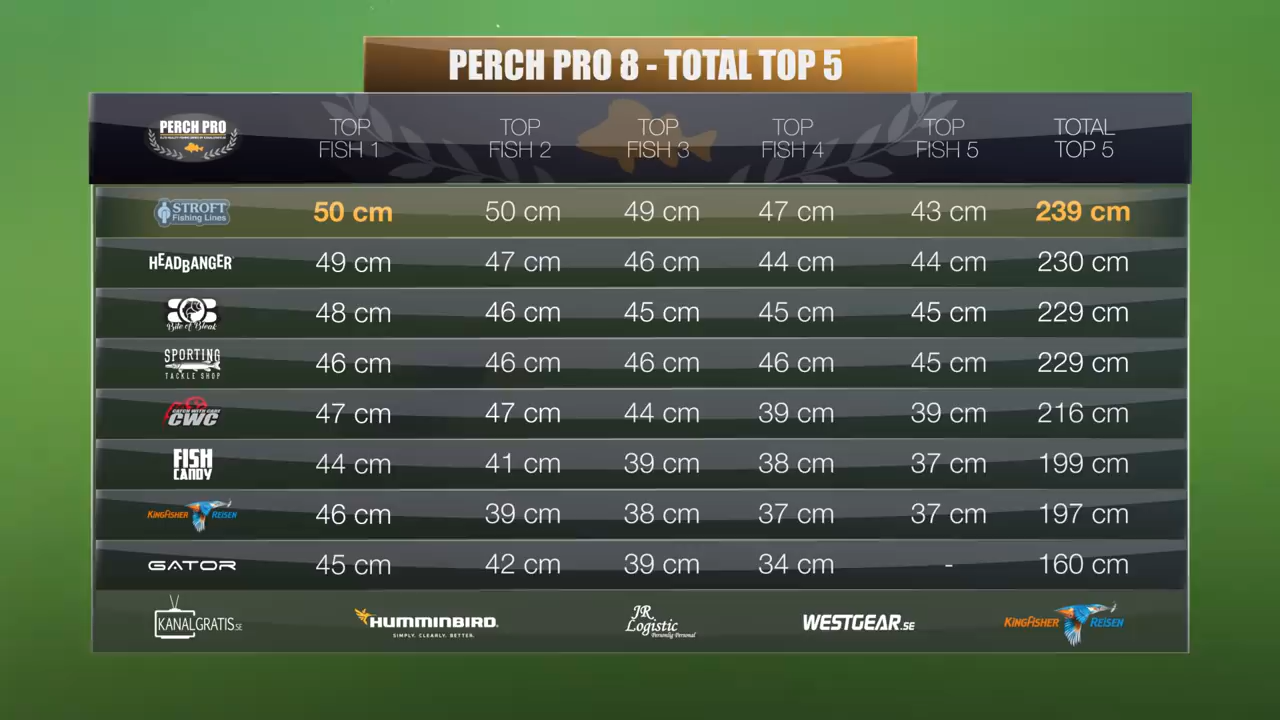 PERCH PRO 8 - TOTAL TOP 5
PERCH PRO
TOP FISH 1 TOP FISH 2 TOP FISH 3 TOP FISH 4 TOP FISH 5 TOTAL TOP 5
STROFT Fishing Lines 50 cm 50 cm 49 cm 47 cm 43 cm 239 cm
HEADBANGER 49 cm 47 cm 46 cm 44 cm 44 cm 230 cm
Bite of Bleak 48 cm 46 cm 45 cm 45 cm 45 cm 229 cm
SPORTING TACKLE SHOP 46 cm 46 cm 46 cm 46 cm 45 cm 229 cm
CATCH WITH CARE CWC 47 cm 47 cm 44 cm 39 cm 39 cm 216 cm
FISH CANDY 44 cm 41 cm 39 cm 38 cm 37 cm 199 cm
KINGFISHER REISEN 46 cm 39 cm 38 cm 37 cm 37 cm 197 cm
GATOR 45 cm 42 cm 39 cm 34 cm - 160 cm
KANALGRATIS.SE HUMMINBIRD. SIMPLY. CLEARLY. BETTER. JR Logistic Personlig Personal WESTGEAR.SE KINGFISHER REISEN